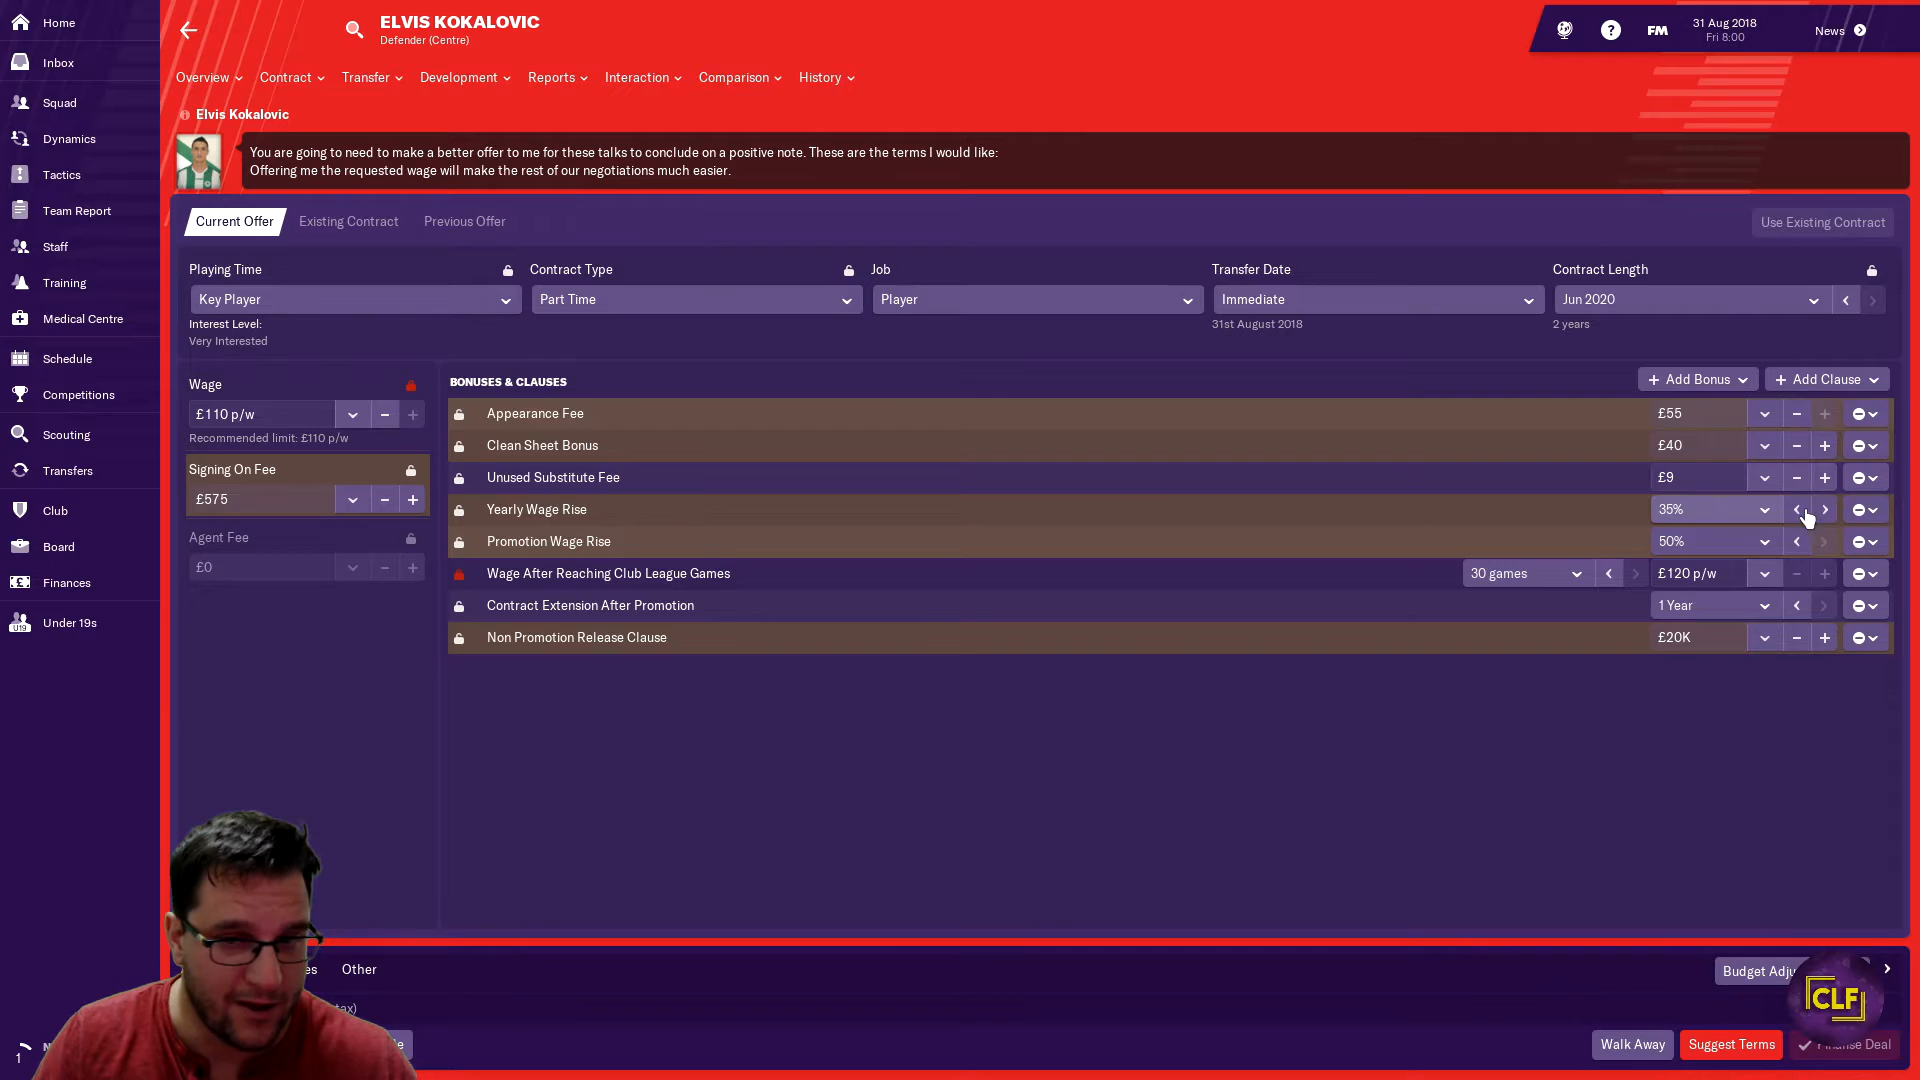 Home
Inbox
Squad
Dynamics
Tactics
Team Report
Staff
Training
Medical Centre
Schedule
Competitions
Scouting
Transfers
Club
Board
Finances
U19
Under 19s
1
ELVIS KOKALOVIC
Defender (Centre)
FM
31 Aug 2018
Fri 8:00
News
Overview
Contract
Transfer
Development
Reports
Interaction
Comparison
History
Elvis Kokalovic
You are going to need to make a better offer to me for these talks to conclude on a positive note. These are the terms I would like:
Offering me the requested wage will make the rest of our negotiations much easier.
Current Offer
Existing Contract
Previous Offer
Use Existing Contract
Playing Time
Contract Type
Job
Transfer Date
Contract Length
Key Player
Part Time
Player
Immediate
Jun 2020
Interest Level:
Very Interested
31st August 2018
2 years
Wage
£110 p/w
Recommended limit: £110 p/w
Signing On Fee
£575
Agent Fee
£0
BONUSES & CLAUSES
Add Bonus
Add Clause
Appearance Fee £55
Clean Sheet Bonus £40
Unused Substitute Fee £9
Yearly Wage Rise 35%
Promotion Wage Rise 50%
Wage After Reaching Club League Games 30 games £120 p/w
Contract Extension After Promotion 1 Year
Non Promotion Release Clause £20K
Other
Budget Adju
CLF
tax)
Walk Away
Suggest Terms
Finalise Deal